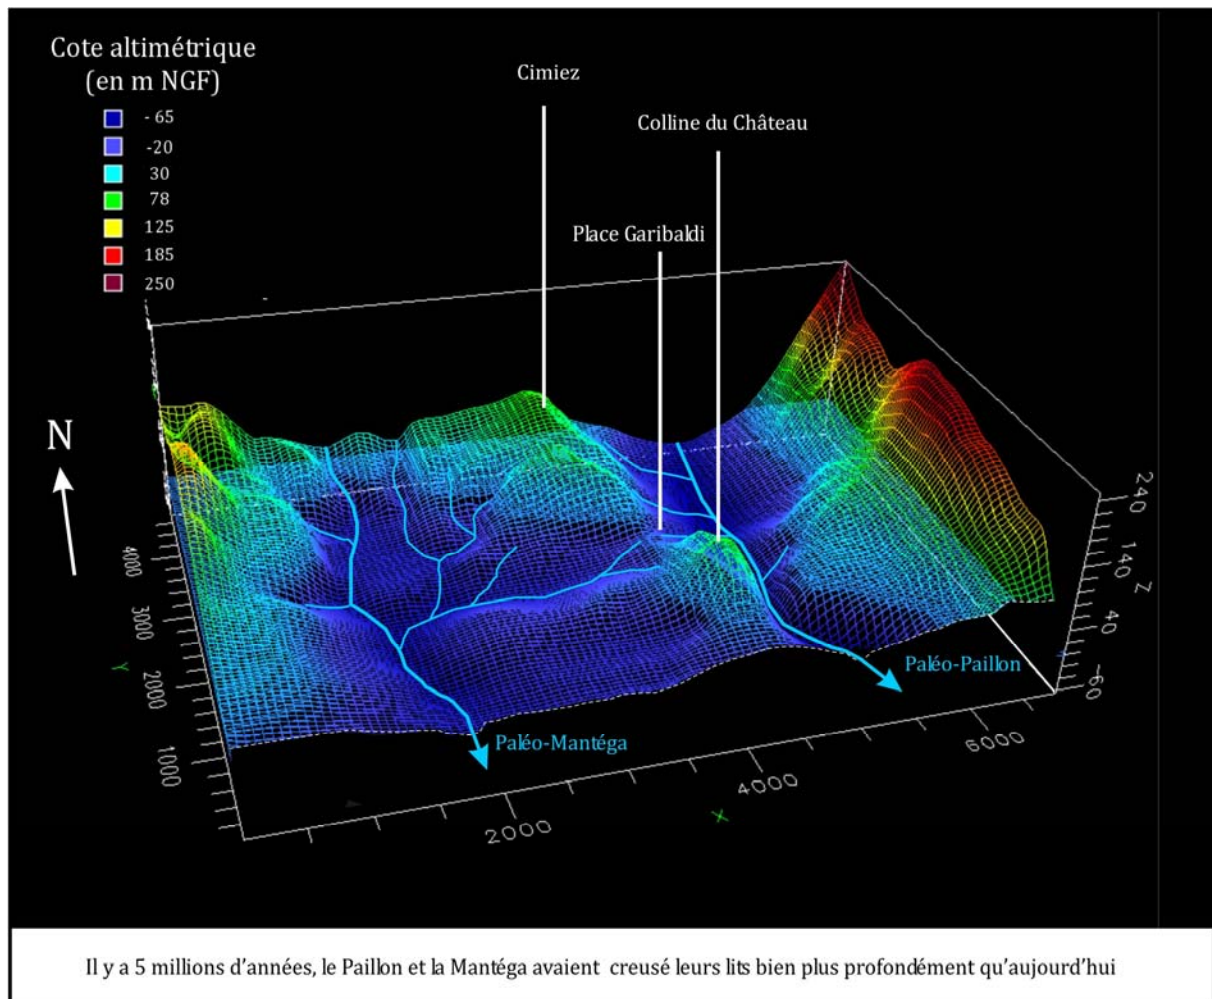 Cote altimétrique
(en m NGF)
- 65
-20
30
78
125
185
250
Cimiez
Colline du Château
Place Garibaldi
N
Paléo-Paillon
Paléo-Mantéga
4000
3000
2000
1000
Y
2000
4000
6000
X
240
140
40
-60
Z
Il y a 5 millions d'années, le Paillon et la Mantéga avaient creusé leurs lits bien plus profondément qu'aujourd'hui